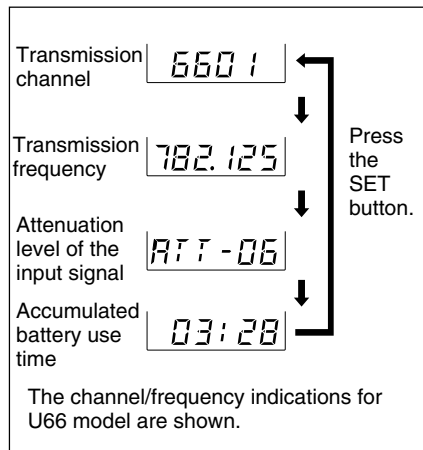 Transmission
channel
6601
Transmission
frequency
782.125
Attenuation
level of the
input signal
ATT-06
Accumulated
battery use
time
03:28
Press
the
SET
button.
The channel/frequency indications for
U66 model are shown.